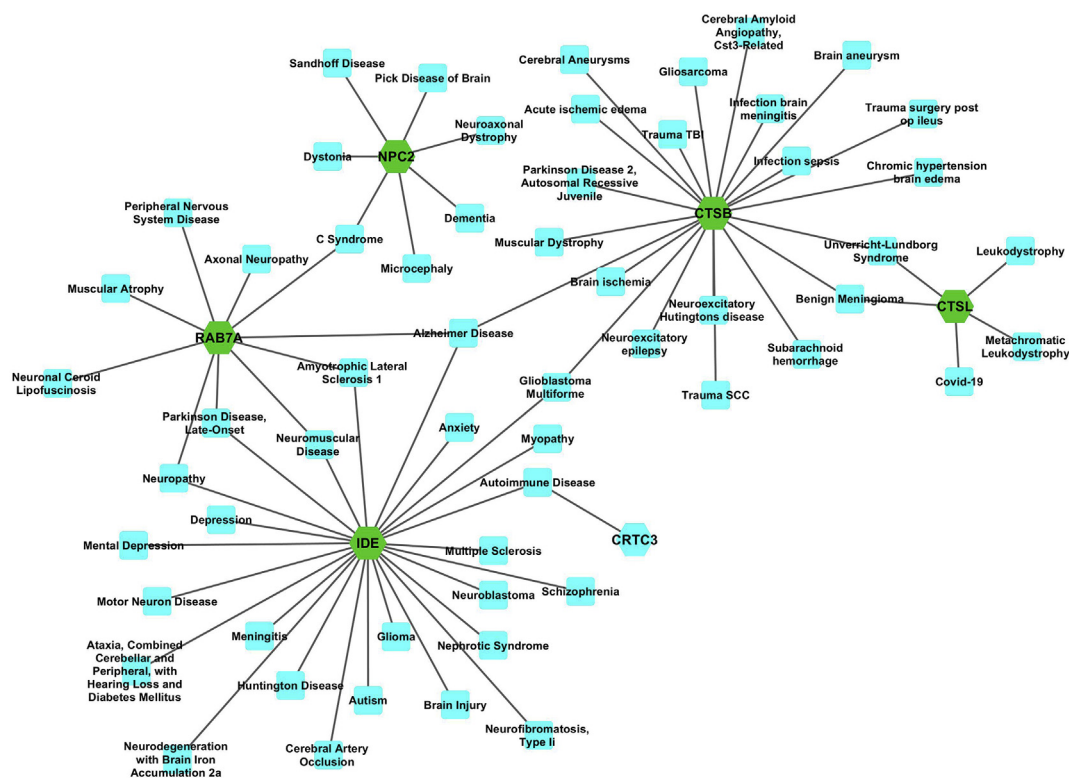 Cerebral Amyloid
Angiopathy,
Cst3-Related
Sandhoff Disease
Pick Disease of Brain
Cerebral Aneurysms
Gliosarcoma
Brain aneurysm
Acute ischemic edema
Infection brain
meningitis
Trauma surgery post
op ileus
Neuroaxonal
Dystrophy
Trauma TBI
Dystonia
NPC2
Infection sepsis
Chromic hypertension
brain edema
Parkinson Disease 2,
Autosomal Recessive
Juvenile
Peripheral Nervous
System Disease
Dementia
CTSB
C Syndrome
Muscular Dystrophy
Unvericht-Lundborg
Syndrome
Leukodystrophy
Axonal Neuropathy
Microcephaly
Brain ischemia
Muscular Atrophy
Neuroexcitatory
Hutingtons disease
Benign Meningioma
CTSL
RAB7A
Alzheimer Disease
Neuroexcitatory
epilepsy
Subarachnoid
hemorrhage
Metachromatic
Leukodystrophy
Neuronal Ceroid
Lipofuscinosis
Amyotrophic Lateral
Sclerosis 1
Glioblastoma
Multiforme
Trauma SCC
Covid-19
Parkinson Disease,
Late-Onset
Neuromuscular
Disease
Anxiety
Myopathy
Neuropathy
Autoimmune Disease
Depression
Mental Depression
IDE
Multiple Sclerosis
CRTC3
Motor Neuron Disease
Neuroblastoma
Schizophrenia
Meningitis
Glioma
Nephrotic Syndrome
Ataxia, Combined
Cerebellar and
Peripheral, with
Hearing Loss and
Diabetes Mellitus
Huntington Disease
Autism
Brain Injury
Neurofibromatosis,
Type Ii
Neurodegeneration
with Brain Iron
Accumulation 2a
Cerebral Artery
Occlusion